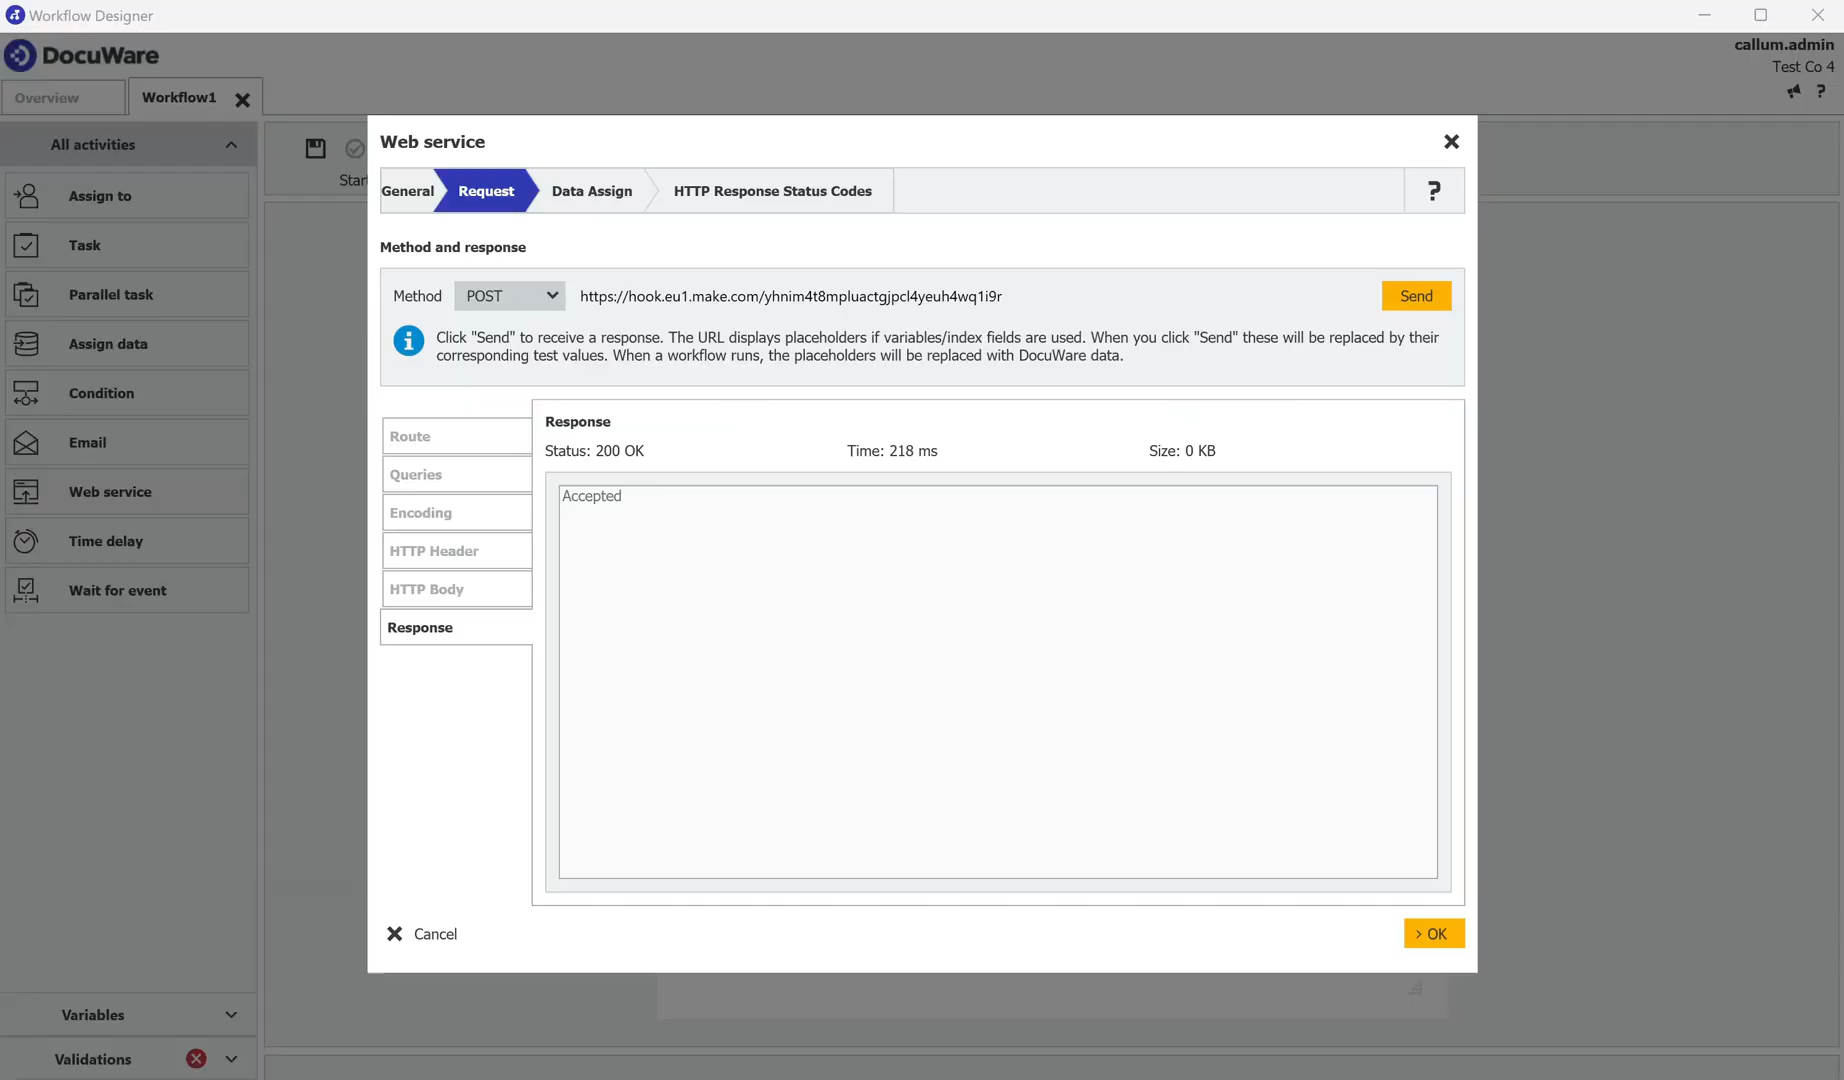 Workflow Designer
DocuWare
callum.admin
Test Co 4
Overview
Workflow1
?
All activities
Assign to
Task
Parallel task
Assign data
Condition
Email
Web service
Time delay
Wait for event
Variables
Validations
Start
Web service
General
Request
Data Assign
HTTP Response Status Codes
?
Method and response
Method
POST
https://hook.eu1.make.com/yhnim4t8mpluactgjpcl4yeuh4wq1i9r
Send
Click "Send" to receive a response. The URL displays placeholders if variables/index fields are used. When you click "Send" these will be replaced by their
corresponding test values. When a workflow runs, the placeholders will be replaced with DocuWare data.
Route
Queries
Encoding
HTTP Header
HTTP Body
Response
Response
Status: 200 OK
Time: 218 ms
Size: 0 KB
Accepted
Cancel
> OK